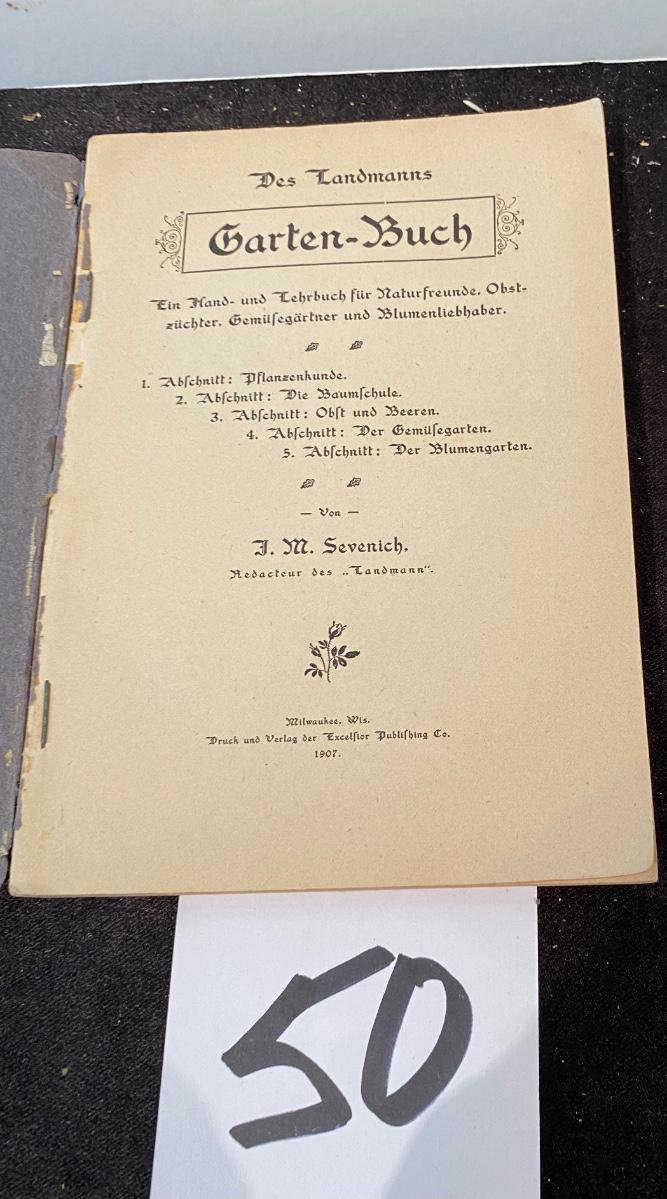 Des Landmanns
Garten-Buch
Ein Hand- und Lehrbuch für Naturfreunde, Obst-
züchter, Gemüſegärtner und Blumenliebhaber.
1. Abſchnitt: Pflanzenkunde.
2. Abſchnitt: Die Baumſchule.
3. Abſchnitt: Obſt und Beeren.
4. Abſchnitt: Der Gemüſegarten.
5. Abſchnitt: Der Blumengarten.
— Von —
J. M. Sevenich,
Redacteur des „Landmann“.
Milwaukee, Wis.
Druck und Verlag der Excelſior Publiſhing Co.
1907.
50